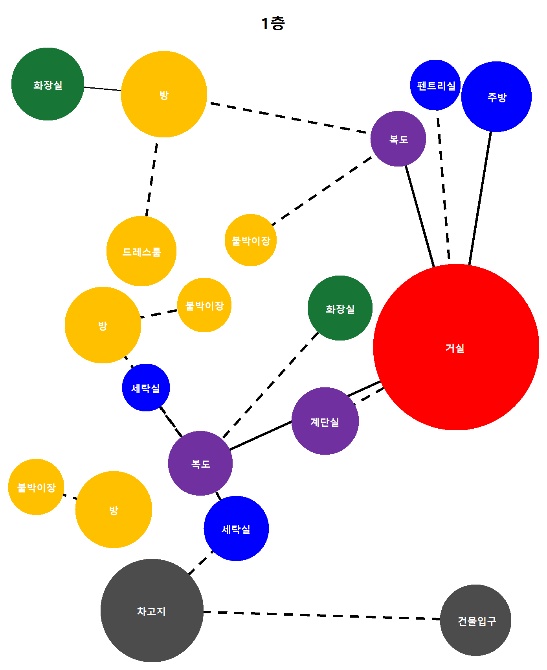 1층
화장실
방
팬트리실
주방
복도
드레스룸
붙박이장
방
붙박이장
화장실
거실
세탁실
계단실
복도
붙박이장
방
세탁실
차고지
건물입구